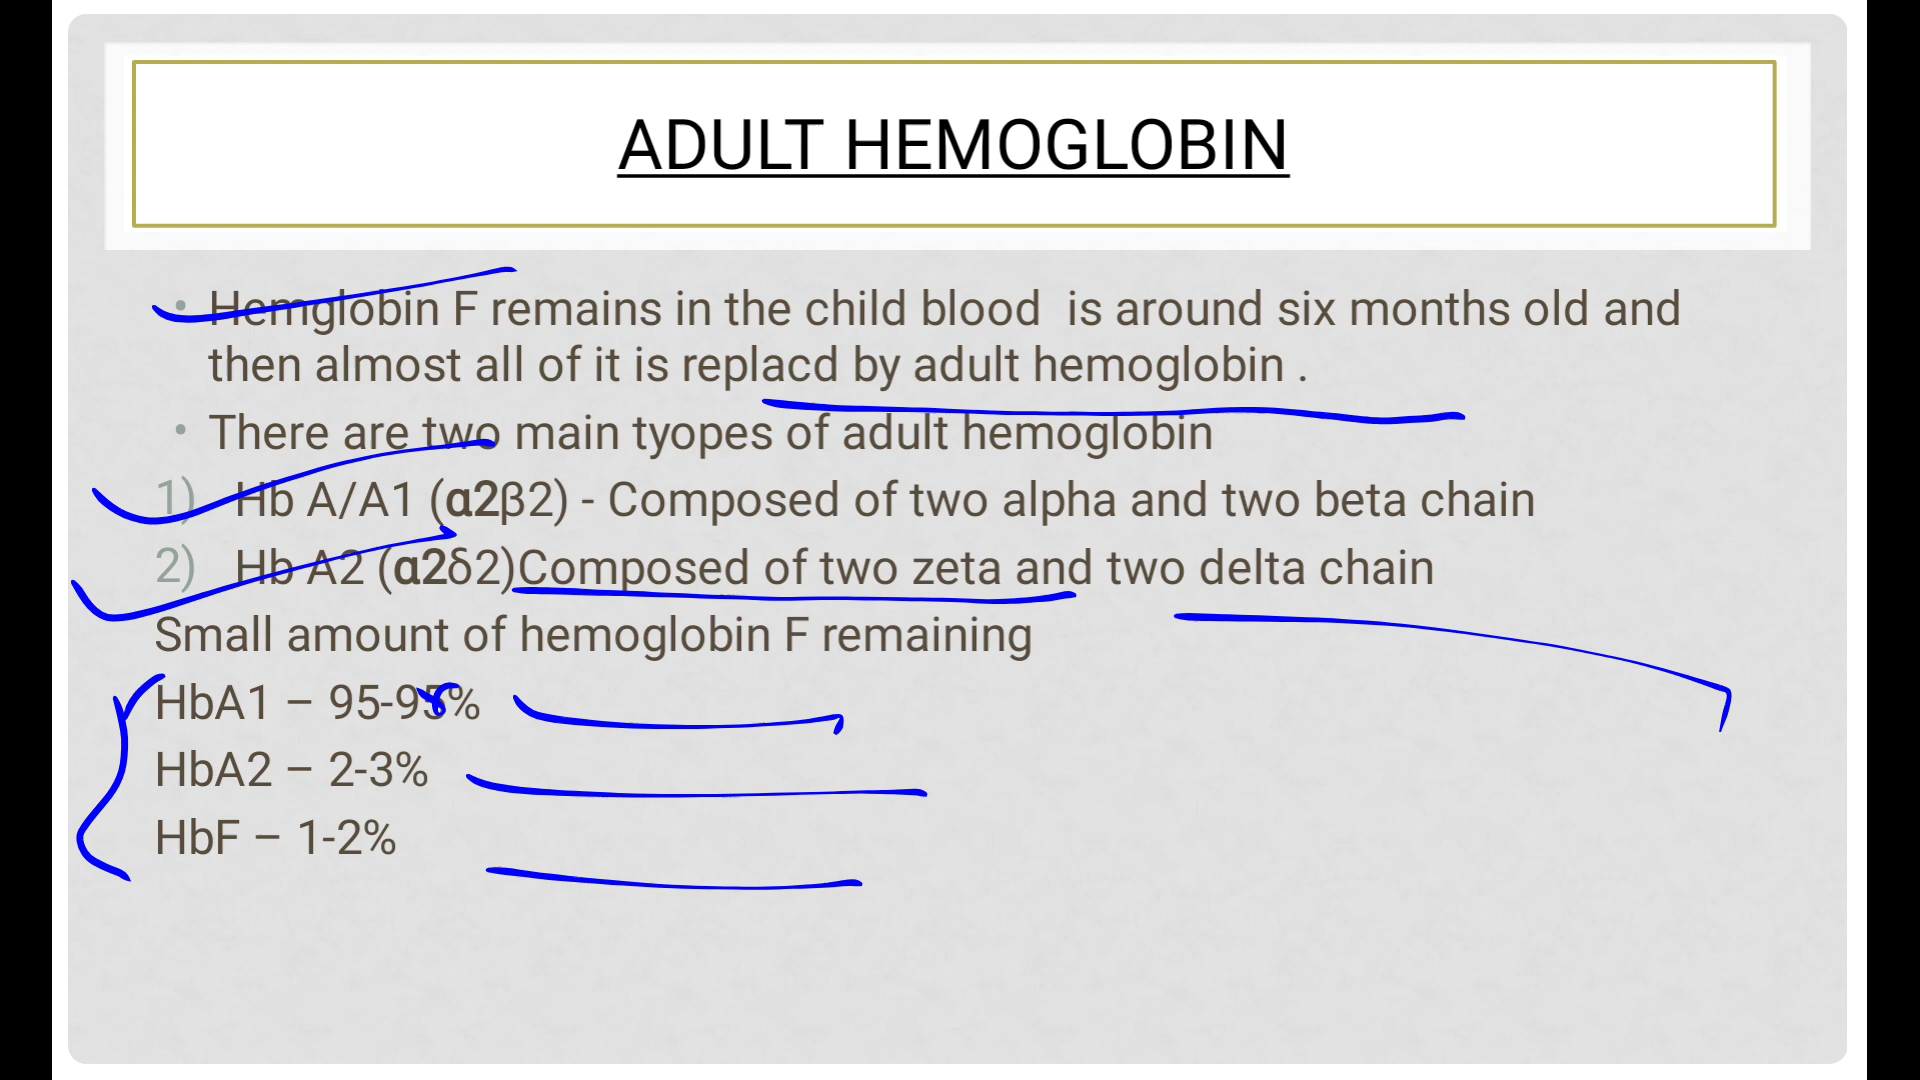 ADULT HEMOGLOBIN
• Hemglobin F remains in the child blood is around six months old and
then almost all of it is replacd by adult hemoglobin .
• There are two main tyopes of adult hemoglobin
1) Hb A/A1 (α2β2) - Composed of two alpha and two beta chain
2) Hb A2 (α2δ2)Composed of two zeta and two delta chain
Small amount of hemoglobin F remaining
HbA1 – 95-95%
HbA2 – 2-3%
HbF – 1-2%